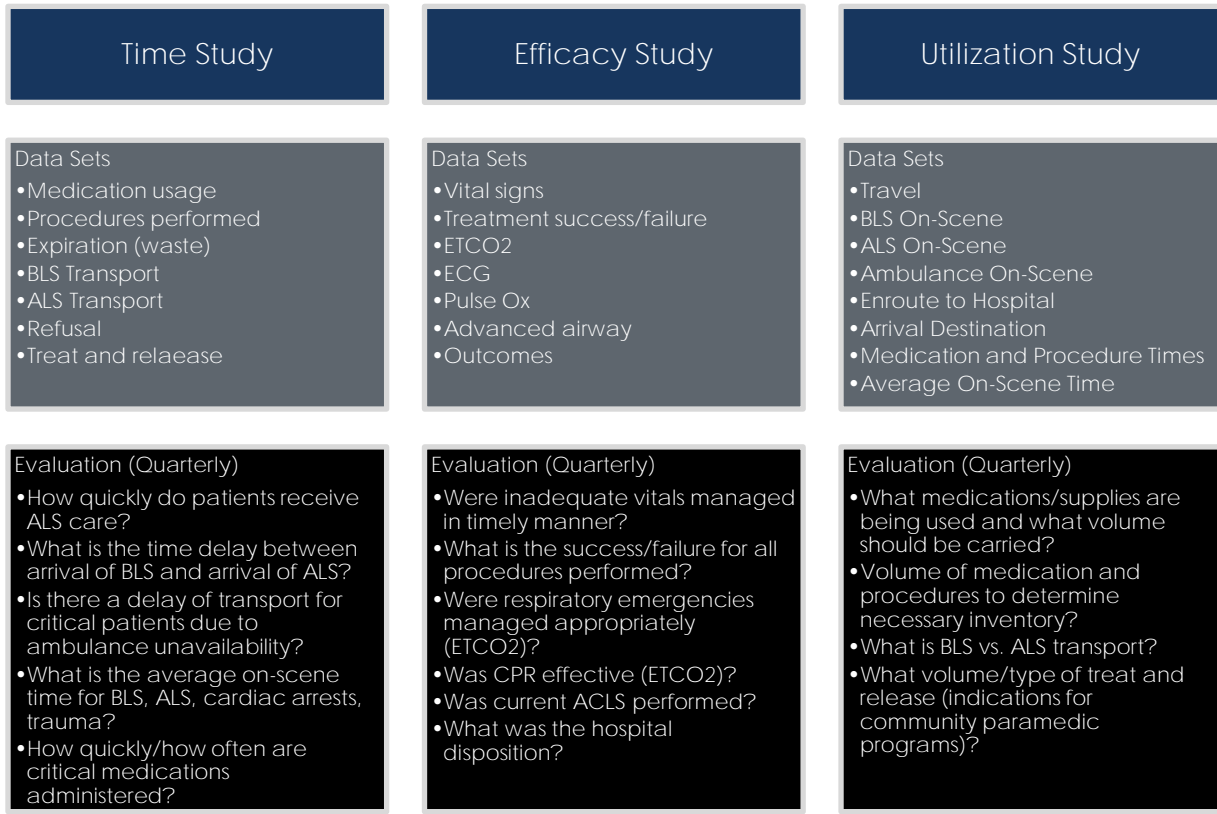 Time Study
Data Sets
•Medication usage
•Procedures performed
•Expiration (waste)
•BLS Transport
•ALS Transport
•Refusal
•Treat and relaease
Evaluation (Quarterly)
•How quickly do patients receive
ALS care?
•What is the time delay between
arrival of BLS and arrival of ALS?
•Is there a delay of transport for
critical patients due to
ambulance unavailability?
•What is the average on-scene
time for BLS, ALS, cardiac arrests,
trauma?
•How quickly/how often are
critical medications
administered?
Efficacy Study
Data Sets
•Vital signs
•Treatment success/failure
•ETCO2
•ECG
•Pulse Ox
•Advanced airway
•Outcomes
Evaluation (Quarterly)
•Were inadequate vitals managed
in timely manner?
•What is the success/failure for all
procedures performed?
•Were respiratory emergencies
managed appropriately
(ETCO2)?
•Was CPR effective (ETCO2)?
•Was current ACLS performed?
•What was the hospital
disposition?
Utilization Study
Data Sets
•Travel
•BLS On-Scene
•ALS On-Scene
•Ambulance On-Scene
•Enroute to Hospital
•Arrival Destination
•Medication and Procedure Times
•Average On-Scene Time
Evaluation (Quarterly)
•What medications/supplies are
being used and what volume
should be carried?
•Volume of medication and
procedures to determine
necessary inventory?
•What is BLS vs. ALS transport?
•What volume/type of treat and
release (indications for
community paramedic
programs)?